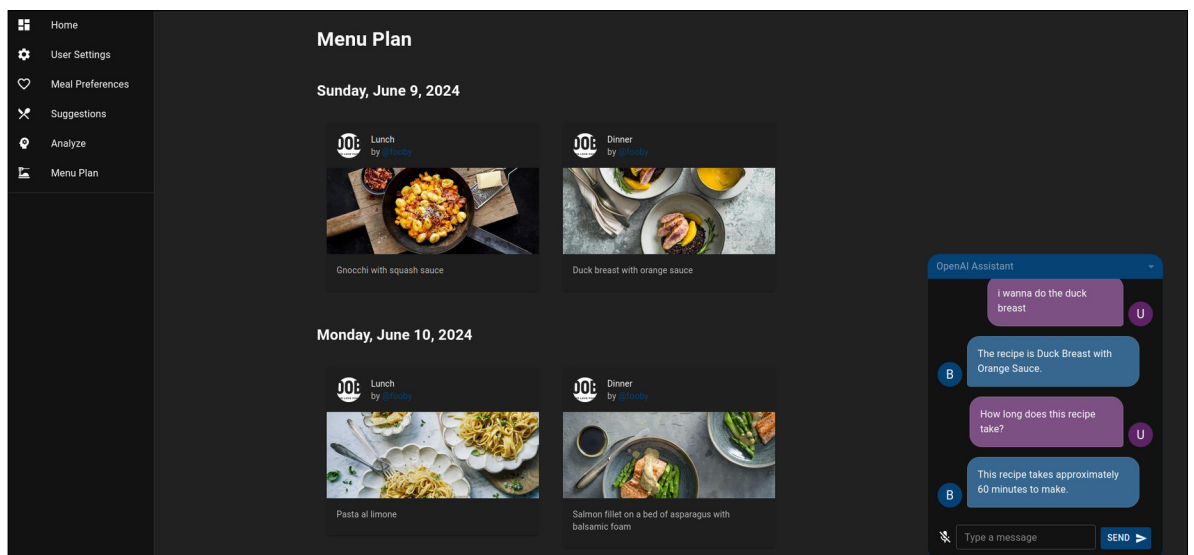 Home
User Settings
Meal Preferences
Suggestions
Analyze
Menu Plan
Menu Plan
Sunday, June 9, 2024
Lunch
by @fooby
Gnocchi with squash sauce
Dinner
by @fooby
Duck breast with orange sauce
Monday, June 10, 2024
Lunch
by @fooby
Pasta al limone
Dinner
by @fooby
Salmon fillet on a bed of asparagus with
balsamic foam
OpenAI Assistant
i wanna do the duck
breast
U
The recipe is Duck Breast with
Orange Sauce.
B
How long does this recipe
take?
U
This recipe takes approximately
60 minutes to make.
B
Type a message
SEND